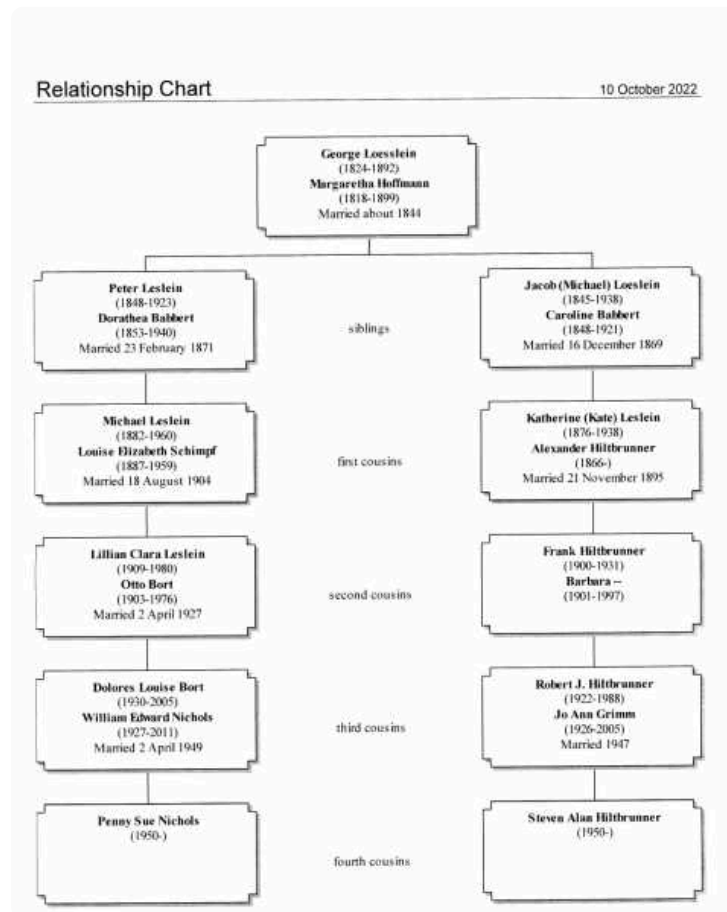 Relationship Chart
10 October 2022
George Loesslein
(1824-1892)
Margaretha Hoffmann
(1818-1899)
Married about 1844
Peter Leslein
(1848-1923)
Dorathea Babbert
(1853-1940)
Married 23 February 1871
siblings
Jacob (Michael) Loeslein
(1845-1938)
Caroline Babbert
(1848-1921)
Married 16 December 1869
Michael Leslein
(1882-1960)
Louise Elizabeth Schimpf
(1887-1959)
Married 18 August 1904
first cousins
Katherine (Kate) Leslein
(1876-1938)
Alexander Hiltbrunner
(1866-)
Married 21 November 1895
Lillian Clara Leslein
(1909-1980)
Otto Bort
(1903-1976)
Married 2 April 1927
second cousins
Frank Hiltbrunner
(1900-1931)
Barbara --
(1901-1997)
Dolores Louise Bort
(1930-2005)
William Edward Nichols
(1927-2011)
Married 2 April 1949
third cousins
Robert J. Hiltbrunner
(1922-1988)
Jo Ann Grimm
(1926-2005)
Married 1947
Penny Sue Nichols
(1950-)
fourth cousins
Steven Alan Hiltbrunner
(1950-)